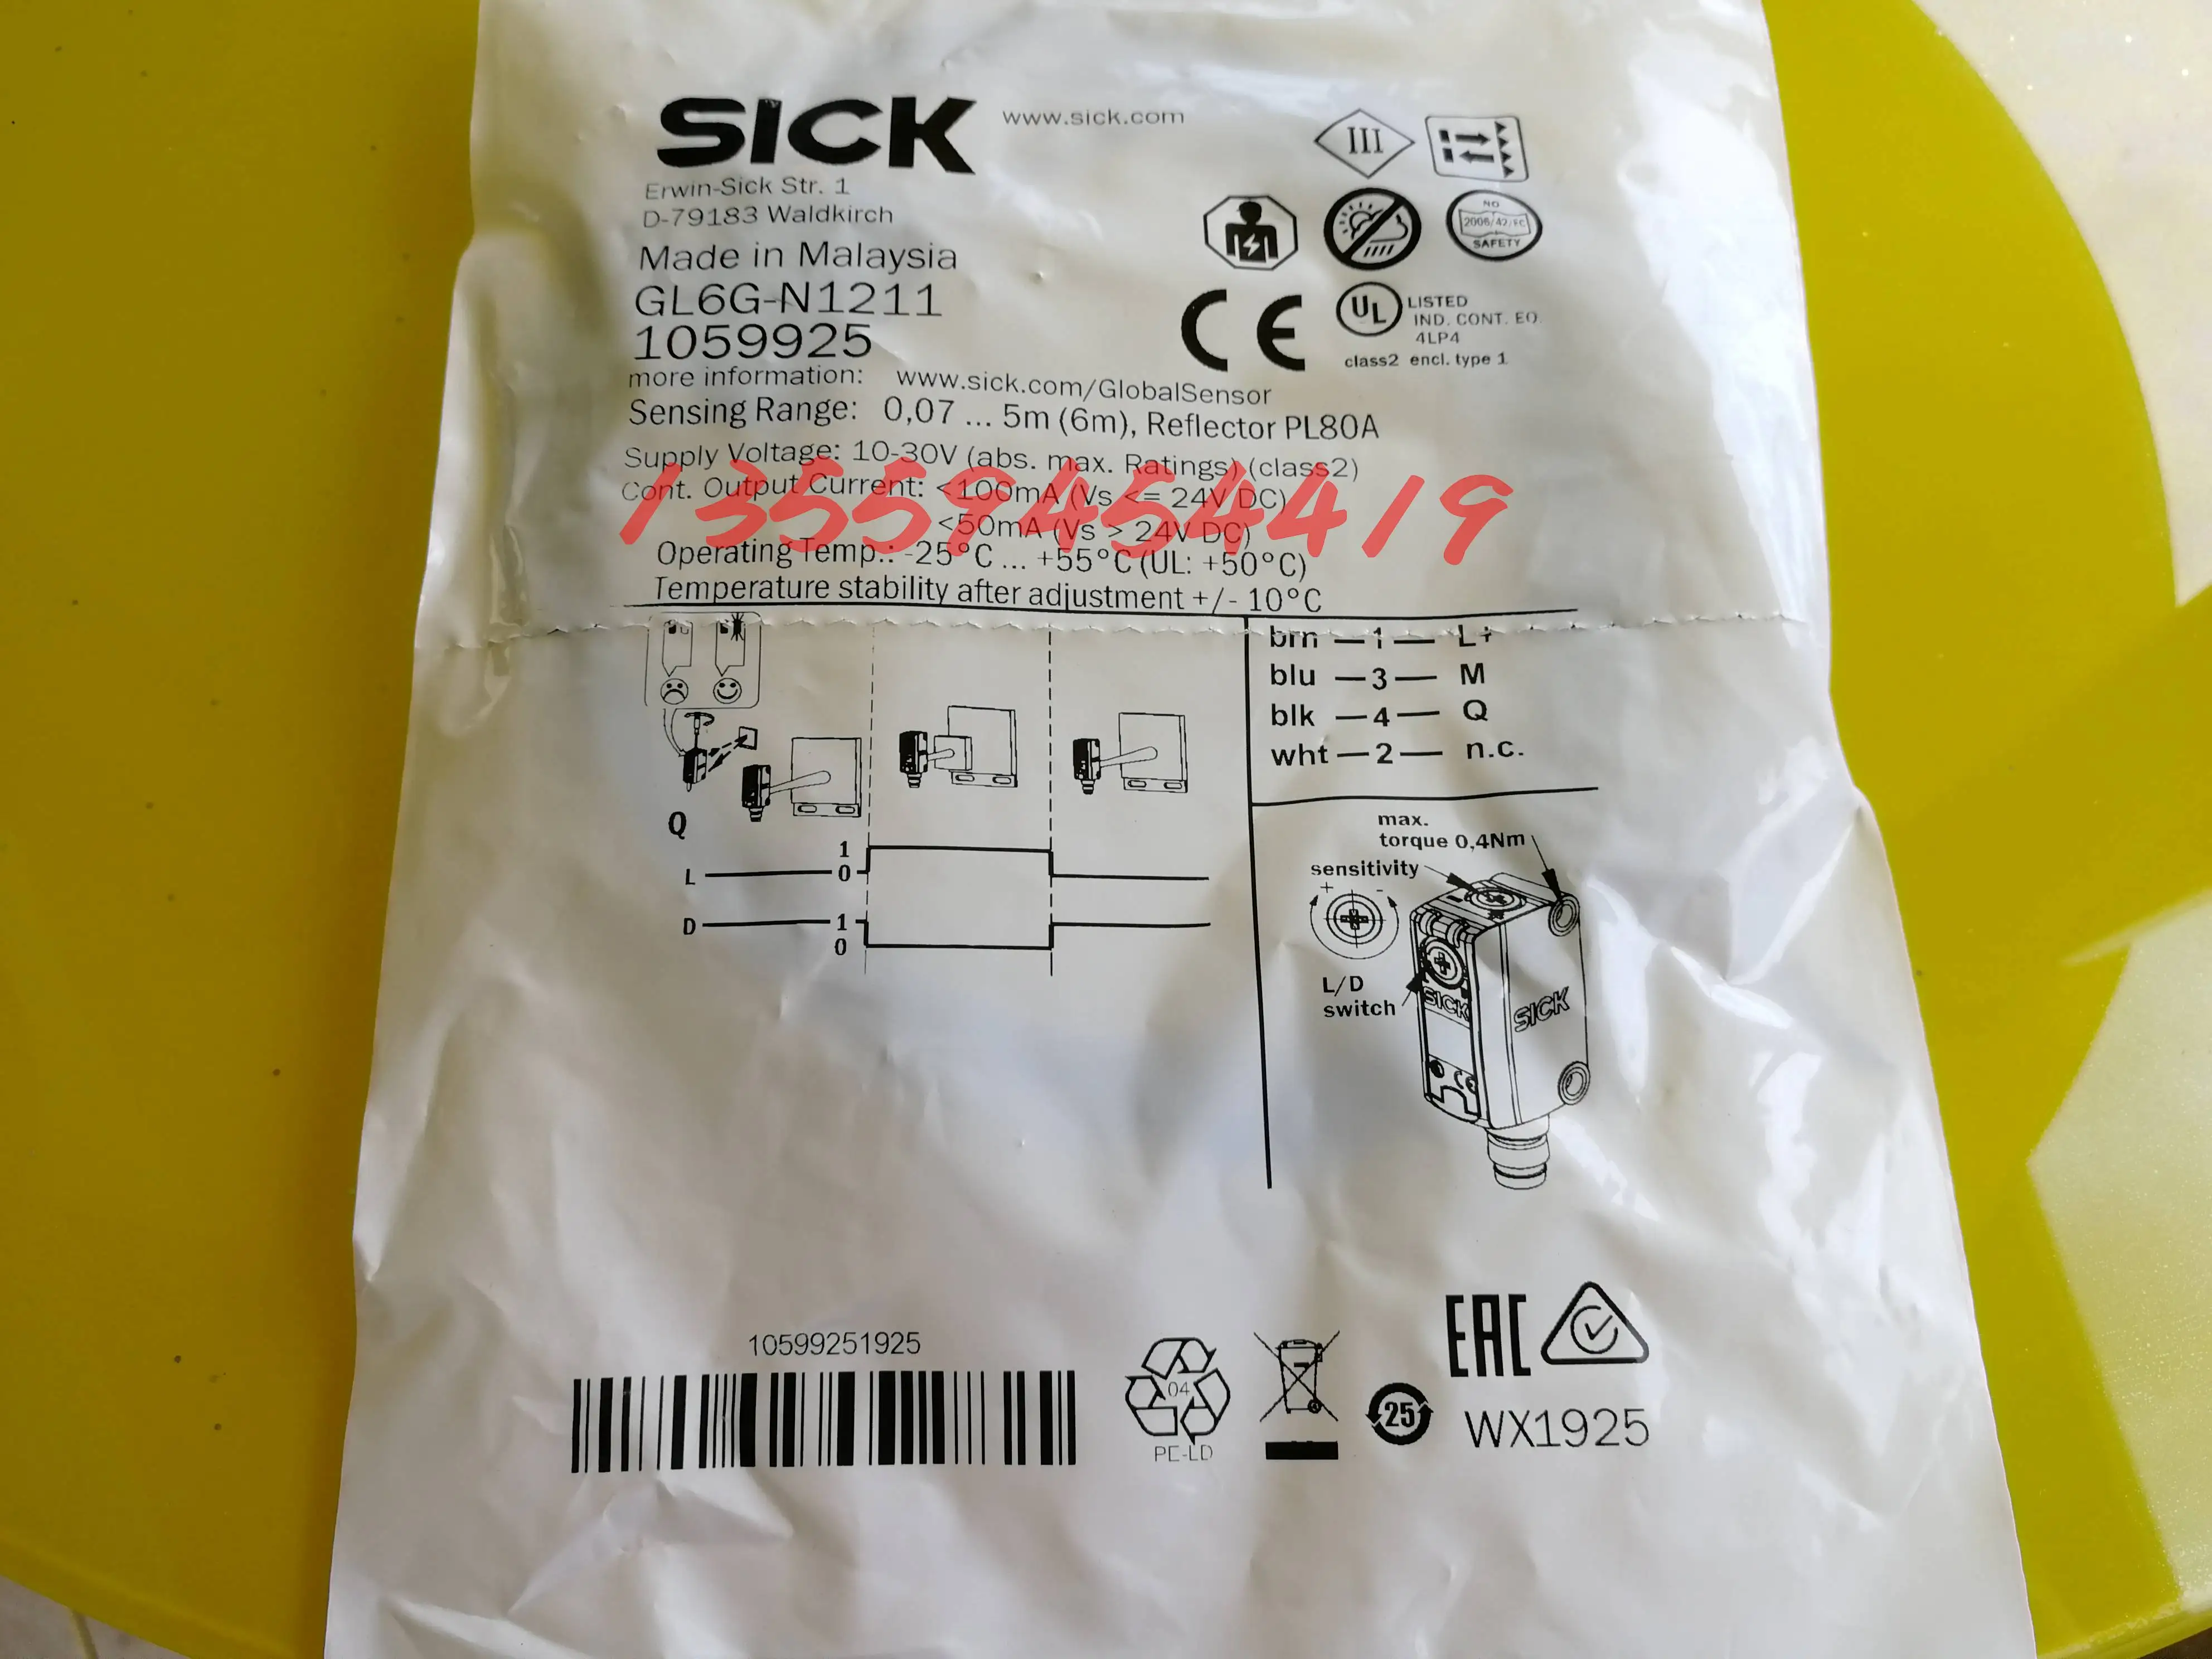 SICK www.sick.com
Erwin-Sick Str. 1
D-79183 Waldkirch
Made in Malaysia
GL6G-N1211
1059925
III
NO
2006/42/EC
SAFETY
CE
UL LISTED
IND. CONT. EQ.
4LP4
class2 encl. type 1
more information: www.sick.com/GlobalSensor
Sensing Range: 0,07 ... 5m (6m), Reflector PL80A
Supply Voltage: 10-30V (abs. max. Ratings) (class2)
Cont. Output Current: <100mA (Vs <= 24V DC)
<50mA (Vs > 24V DC)
13559454419
Operating Temp.: -25°C ... +55°C (UL: +50°C)
Temperature stability after adjustment +/- 10°C
brn — 1 — L+
blu — 3 — M
blk — 4 — Q
wht — 2 — n.c.
Q
L 1
0
D 1
0
max.
torque 0,4Nm
sensitivity
+ -
L/D
switch
SICK
SICK
10599251925
04
PE-LD
25
EAC
WX1925